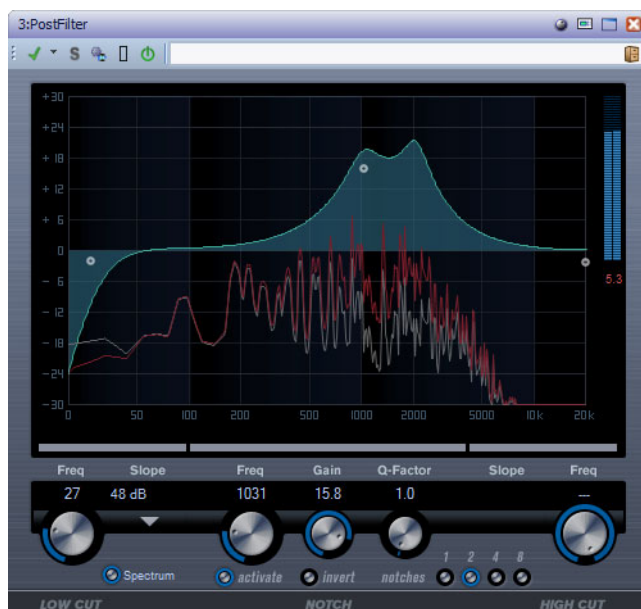 3:PostFilter
S
+30
+24
+18
+12
+ 6
0
- 6
-12
-18
-24
-30
5.3
0 50 100 200 500 1000 2000 5000 10k 20k
Freq Slope Freq Gain Q-Factor Slope Freq
27 48 dB 1031 15.8 1.0 ---
1 2 4 8
Spectrum activate invert notches
LOW CUT NOTCH HIGH CUT